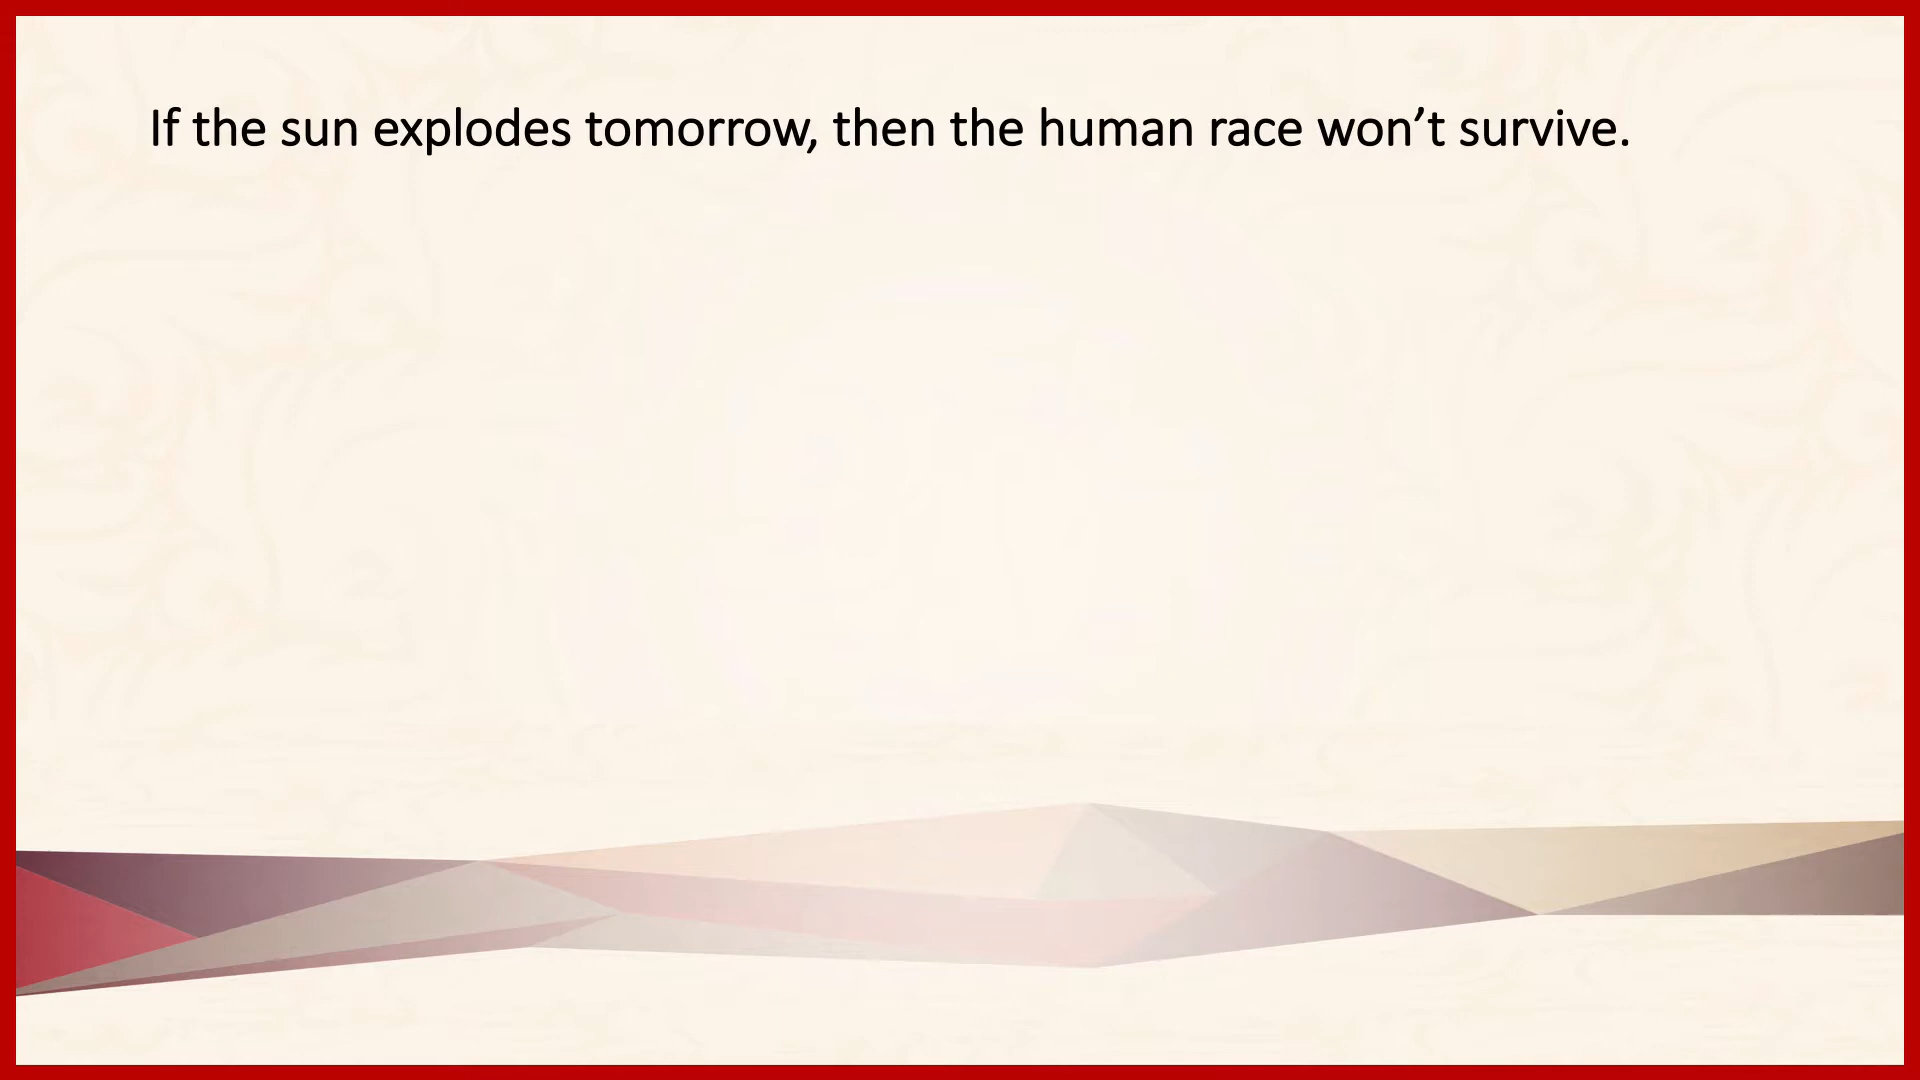 If the sun explodes tomorrow, then the human race won’t survive.